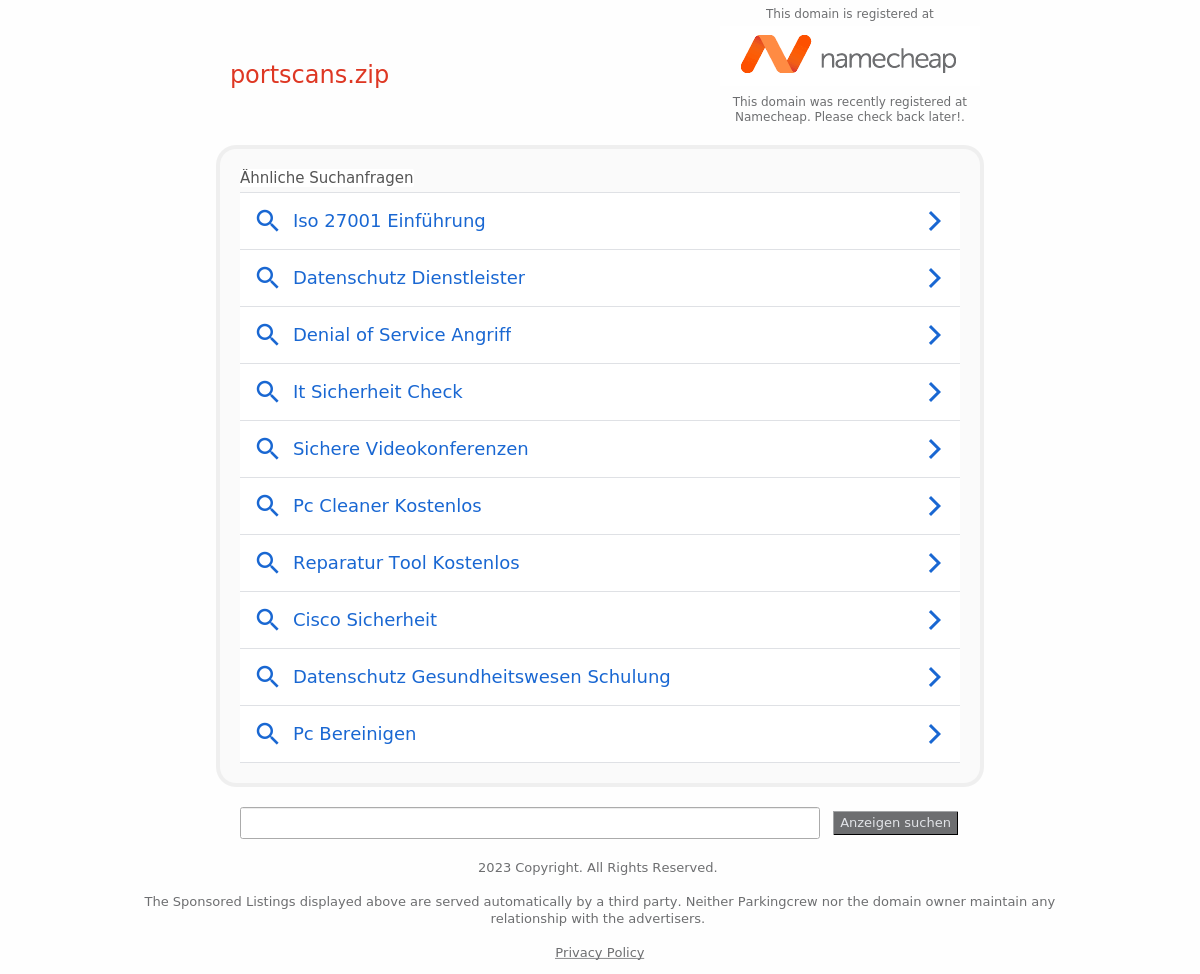 This domain is registered at
namecheap
portscans.zip
This domain was recently registered at
Namecheap. Please check back later!.
Ähnliche Suchanfragen
Iso 27001 Einführung
Datenschutz Dienstleister
Denial of Service Angriff
It Sicherheit Check
Sichere Videokonferenzen
Pc Cleaner Kostenlos
Reparatur Tool Kostenlos
Cisco Sicherheit
Datenschutz Gesundheitswesen Schulung
Pc Bereinigen
Anzeigen suchen
2023 Copyright. All Rights Reserved.
The Sponsored Listings displayed above are served automatically by a third party. Neither Parkingcrew nor the domain owner maintain any
relationship with the advertisers.
Privacy Policy